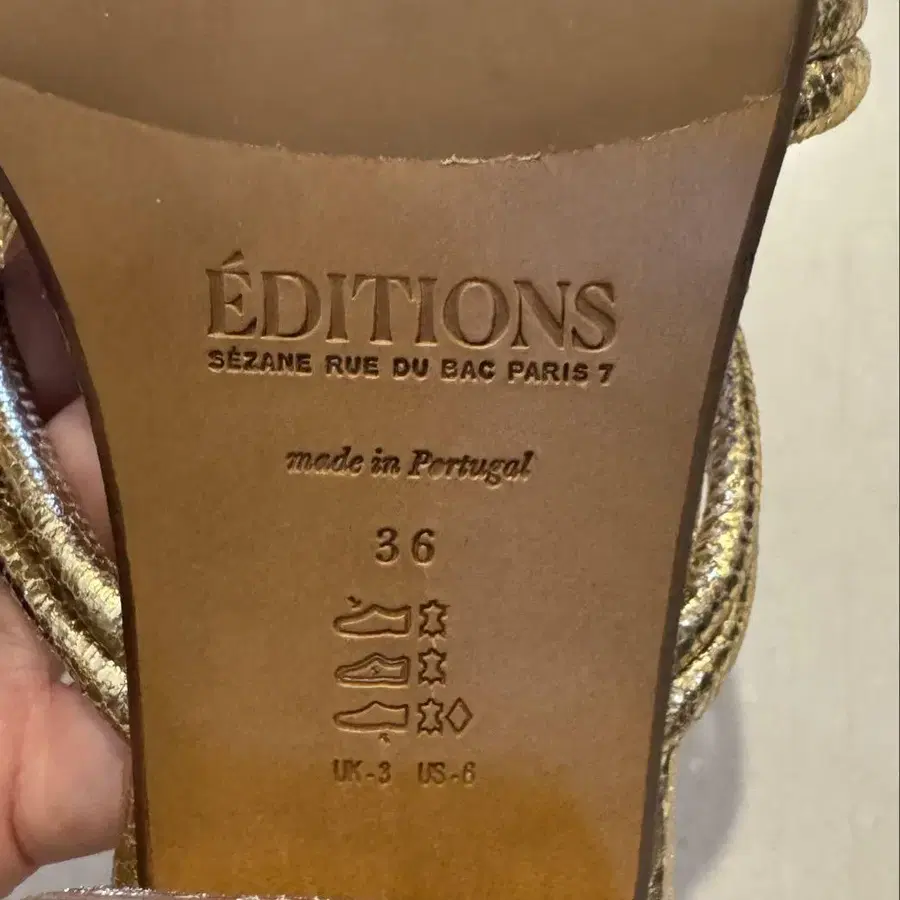 ÉDITIONS
SÉZANE RUE DU BAC PARIS 7
made in Portugal
36
UK-3 US-6